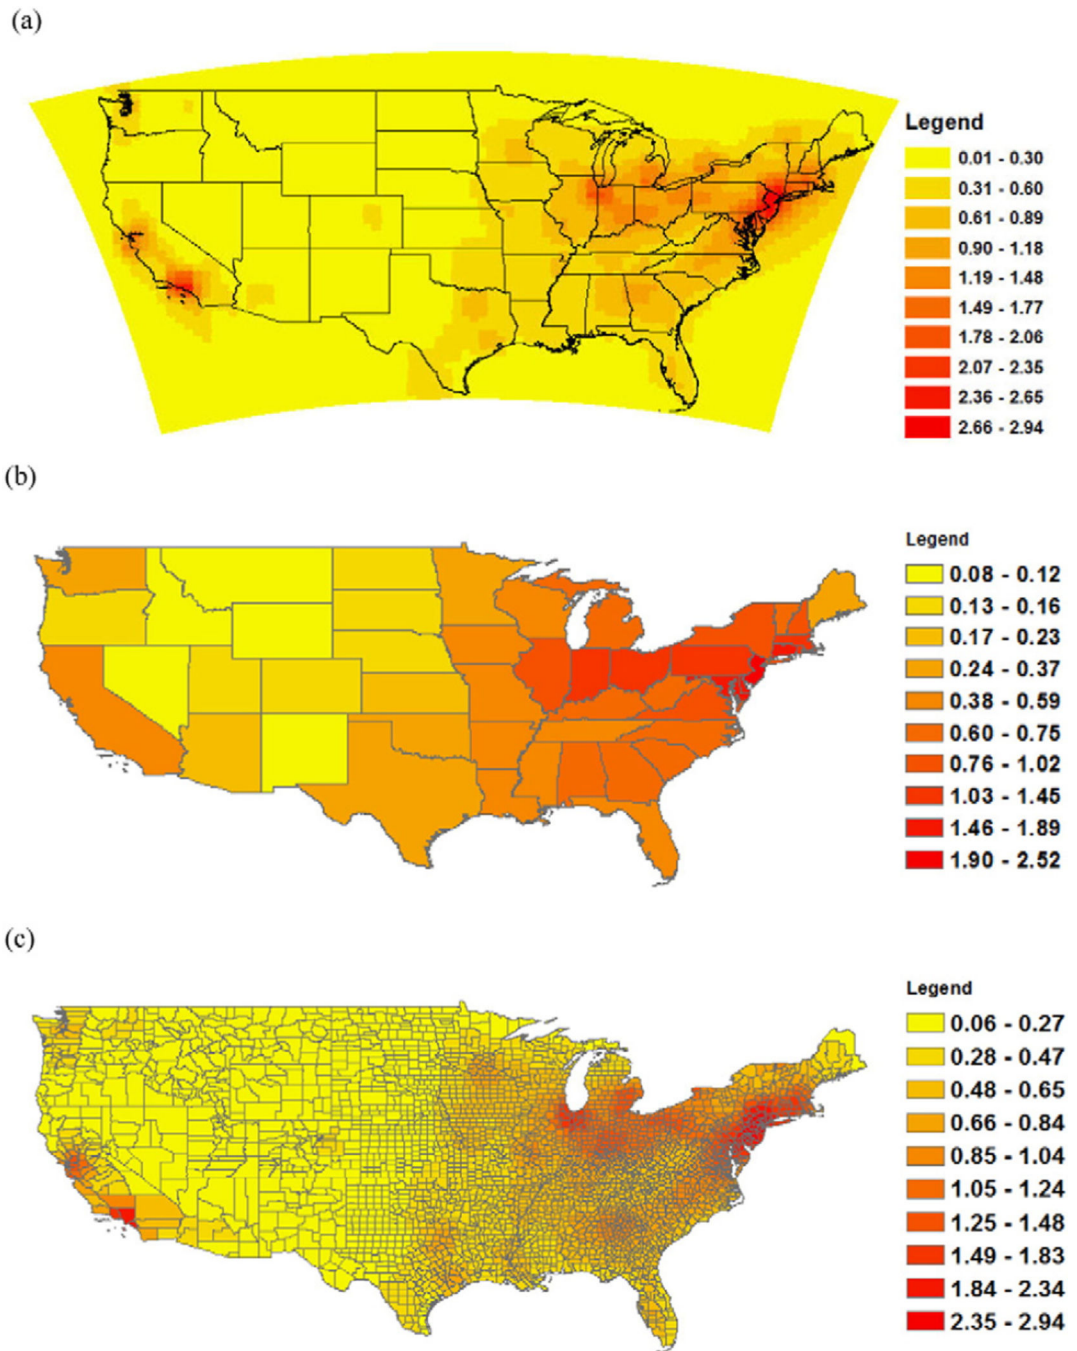 (a)
Legend
0.01 - 0.30
0.31 - 0.60
0.61 - 0.89
0.90 - 1.18
1.19 - 1.48
1.49 - 1.77
1.78 - 2.06
2.07 - 2.35
2.36 - 2.65
2.66 - 2.94
(b)
Legend
0.08 - 0.12
0.13 - 0.16
0.17 - 0.23
0.24 - 0.37
0.38 - 0.59
0.60 - 0.75
0.76 - 1.02
1.03 - 1.45
1.46 - 1.89
1.90 - 2.52
(c)
Legend
0.06 - 0.27
0.28 - 0.47
0.48 - 0.65
0.66 - 0.84
0.85 - 1.04
1.05 - 1.24
1.25 - 1.48
1.49 - 1.83
1.84 - 2.34
2.35 - 2.94